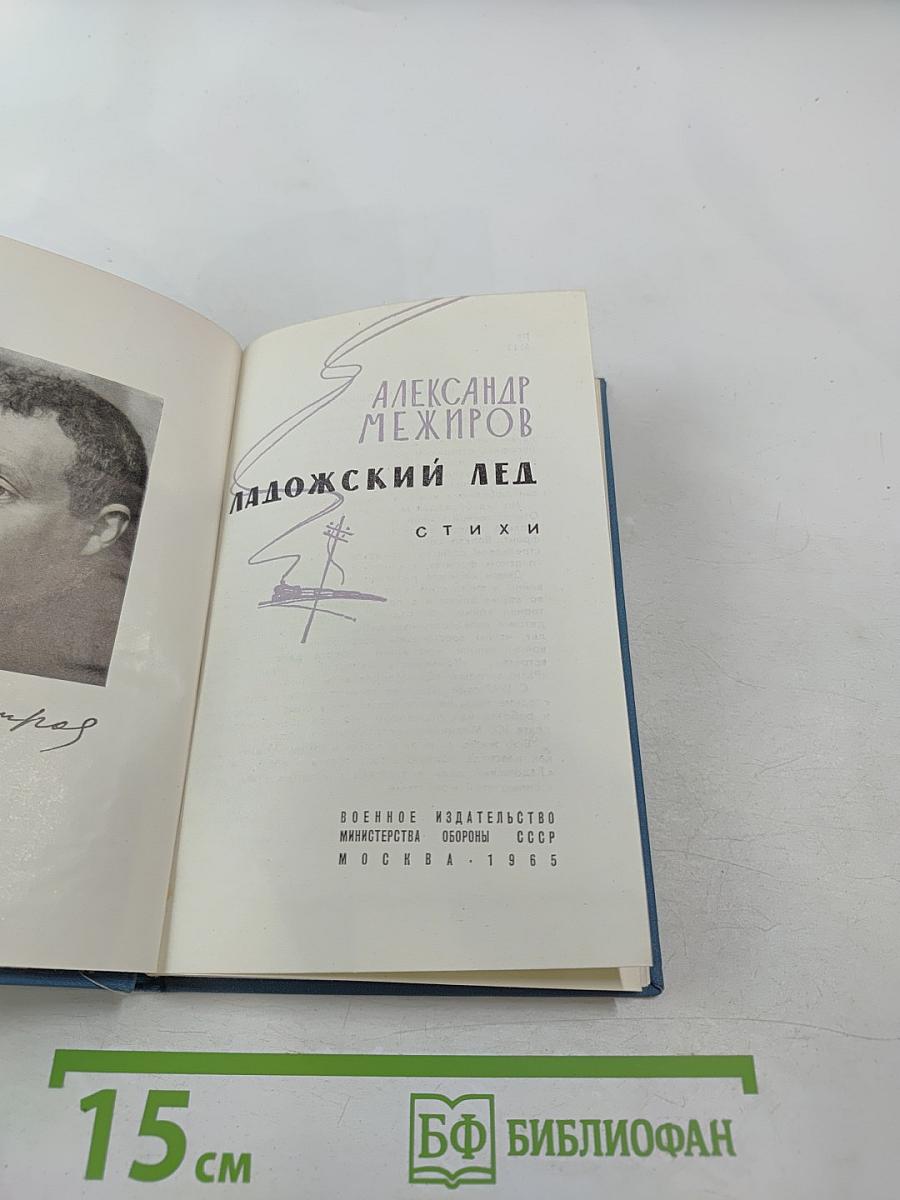 АЛЕКСАНДР
МЕЖИРОВ
ЛАДОЖСКИЙ ЛЕД
СТИХИ
ВОЕННОЕ ИЗДАТЕЛЬСТВО
МИНИСТЕРСТВА ОБОРОНЫ СССР
МОСКВА · 1965
15 см
БФ БИБЛИОФАН